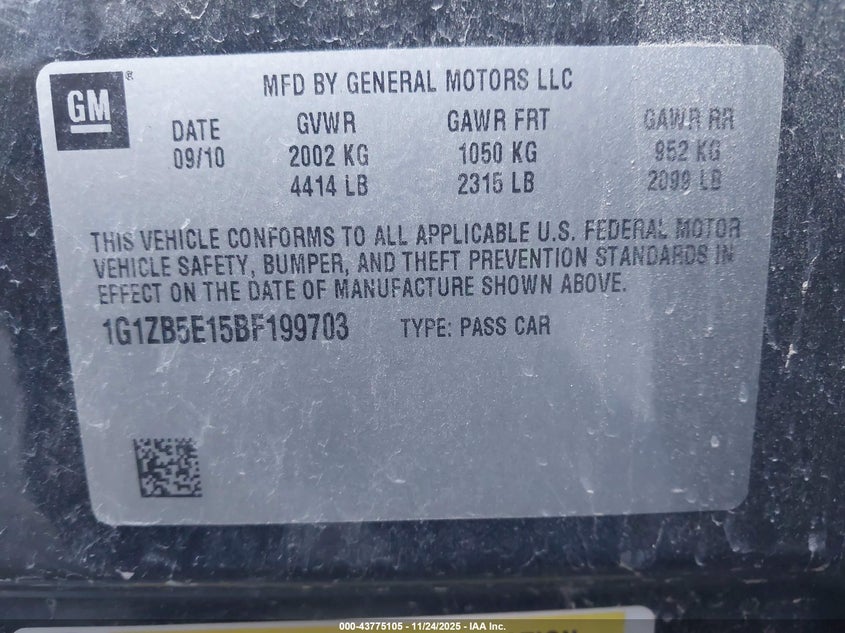 GM ®
MFD BY GENERAL MOTORS LLC
DATE GVWR GAWR FRT GAWR RR
09/10 2002 KG 1050 KG 952 KG
4414 LB 2315 LB 2099 LB
THIS VEHICLE CONFORMS TO ALL APPLICABLE U.S. FEDERAL MOTOR
VEHICLE SAFETY, BUMPER, AND THEFT PREVENTION STANDARDS IN
EFFECT ON THE DATE OF MANUFACTURE SHOWN ABOVE.
1G1ZB5E15BF199703 TYPE: PASS CAR
000-43775105 - 11/24/2025 - IAA Inc.